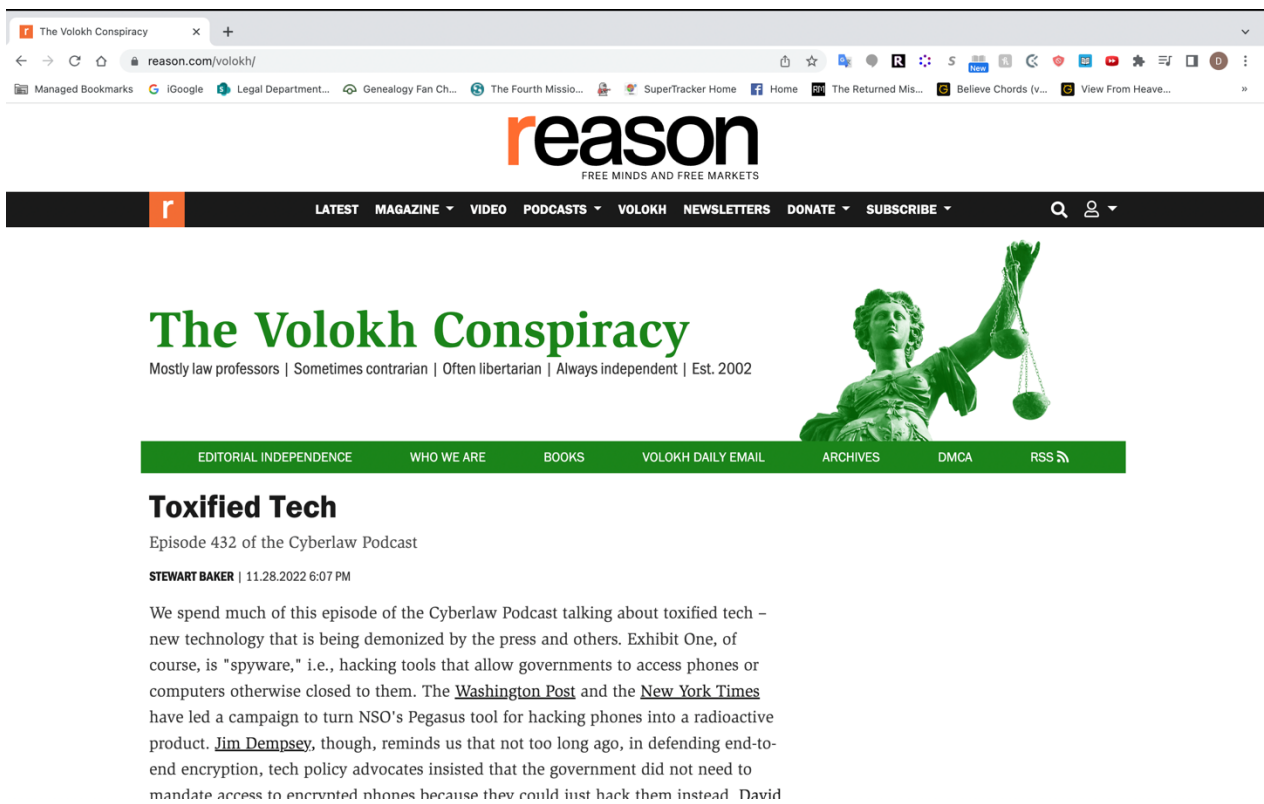 The Volokh Conspiracy
reason.com/volokh/
New
D
Managed Bookmarks iGoogle Legal Department... Genealogy Fan Ch... The Fourth Missio... SuperTracker Home Home RM The Returned Mis... Believe Chords (v... View From Heave... »
reason
FREE MINDS AND FREE MARKETS
r LATEST MAGAZINE VIDEO PODCASTS VOLOKH NEWSLETTERS DONATE SUBSCRIBE
The Volokh Conspiracy
Mostly law professors | Sometimes contrarian | Often libertarian | Always independent | Est. 2002
EDITORIAL INDEPENDENCE WHO WE ARE BOOKS VOLOKH DAILY EMAIL ARCHIVES DMCA RSS
Toxified Tech
Episode 432 of the Cyberlaw Podcast
STEWART BAKER | 11.28.2022 6:07 PM
We spend much of this episode of the Cyberlaw Podcast talking about toxified tech –
new technology that is being demonized by the press and others. Exhibit One, of
course, is "spyware," i.e., hacking tools that allow governments to access phones or
computers otherwise closed to them. The Washington Post and the New York Times
have led a campaign to turn NSO's Pegasus tool for hacking phones into a radioactive
product. Jim Dempsey, though, reminds us that not too long ago, in defending end-to-
end encryption, tech policy advocates insisted that the government did not need to
mandate access to encrypted phones because they could just hack them instead. David